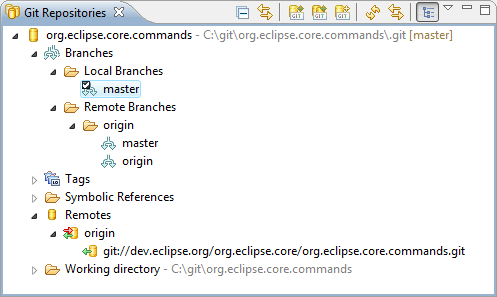 Git Repositories
org.eclipse.core.commands - C:\git\org.eclipse.core.commands\.git [master]
Branches
Local Branches
master
Remote Branches
origin
master
origin
Tags
Symbolic References
Remotes
origin
git://dev.eclipse.org/org.eclipse.core/org.eclipse.core.commands.git
Working directory - C:\git\org.eclipse.core.commands